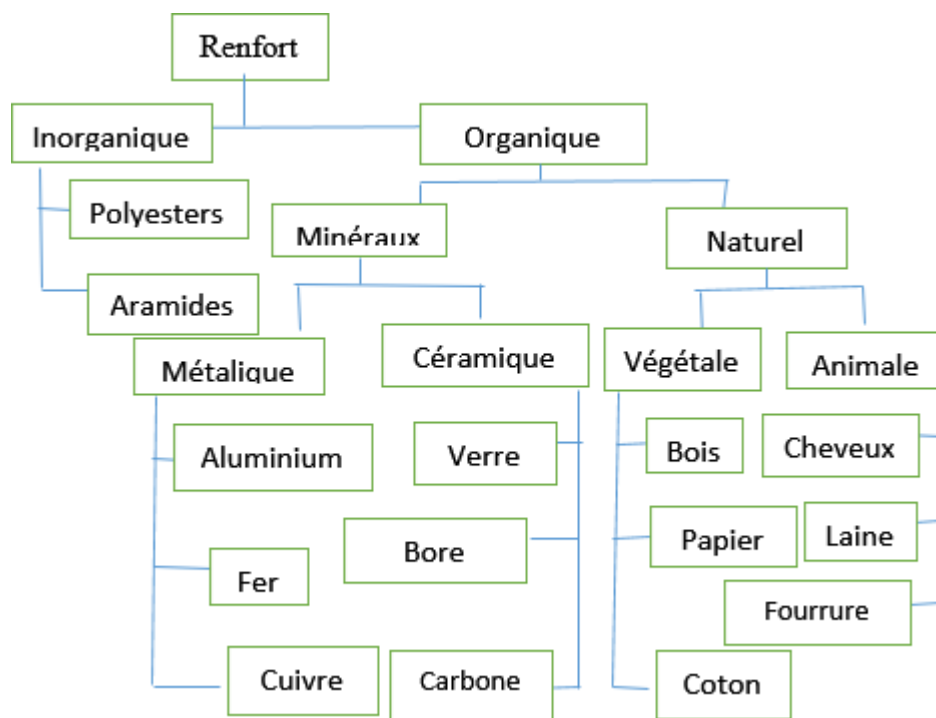 Renfort
Inorganique
Organique
Polyesters
Minéraux
Naturel
Aramides
Métalique
Céramique
Végétale
Animale
Aluminium
Verre
Bois
Cheveux
Bore
Papier
Laine
Fer
Fourrure
Cuivre
Carbone
Coton